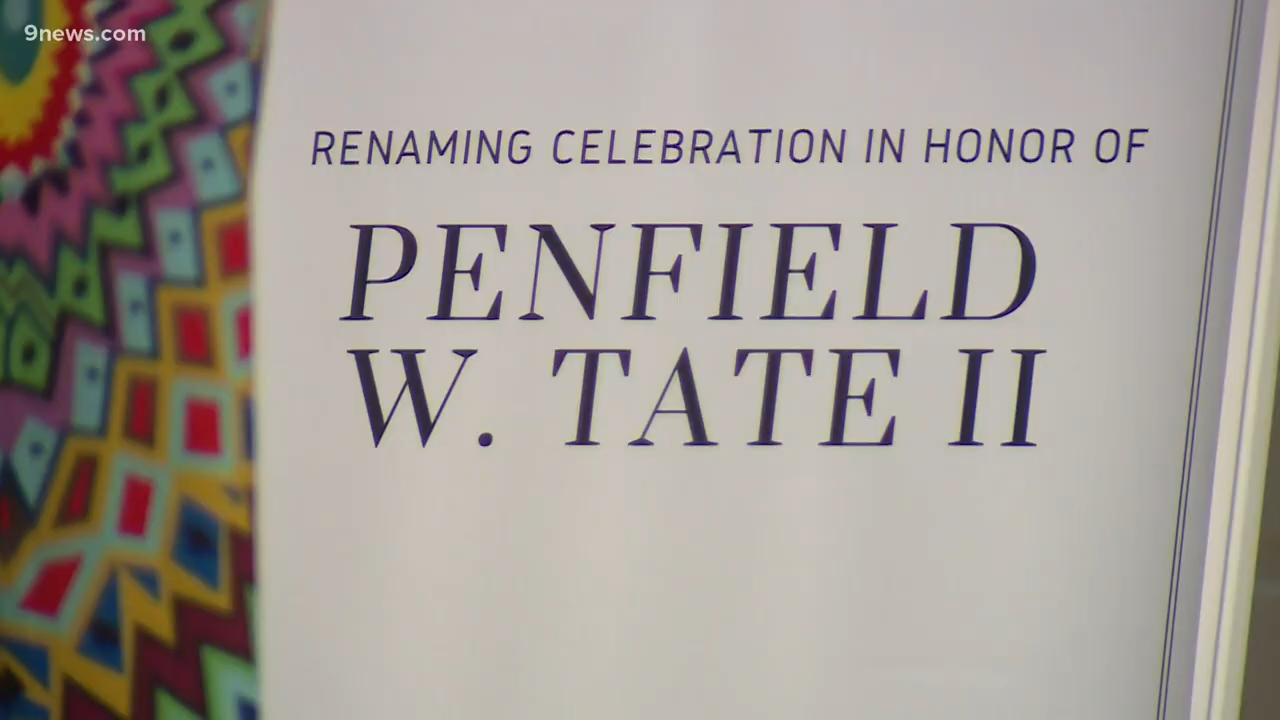 9news.com
RENAMING CELEBRATION IN HONOR OF
PENFIELD
W. TATE II